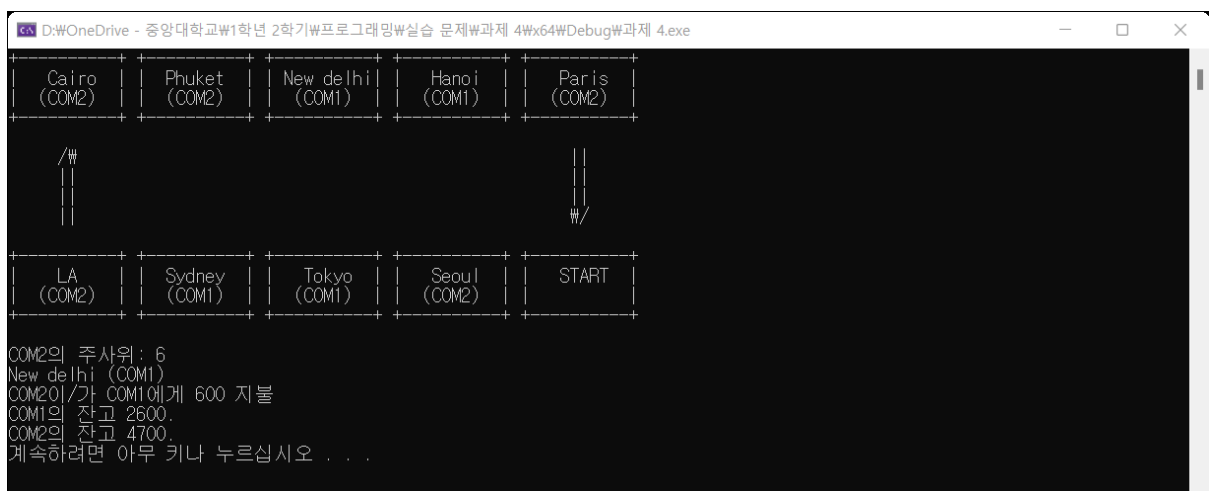 D:₩OneDrive - 중앙대학교₩1학년 2학기₩프로그래밍₩실습 문제₩과제 4₩x64₩Debug₩과제 4.exe
+----------+ +----------+ +----------+ +----------+ +----------+
|   Cairo  | |  Phuket  | | New delhi| |   Hanoi  | |   Paris  |
|  (COM2)  | |  (COM2)  | |  (COM1)  | |  (COM1)  | |  (COM2)  |
+----------+ +----------+ +----------+ +----------+ +----------+
/₩ ||
|| ||
|| ||
|| ₩/
+----------+ +----------+ +----------+ +----------+ +----------+
|    LA    | |  Sydney  | |   Tokyo  | |   Seoul  | |   START  |
|  (COM2)  | |  (COM1)  | |  (COM1)  | |  (COM2)  | |          |
+----------+ +----------+ +----------+ +----------+ +----------+
COM2의 주사위: 6
New delhi (COM1)
COM2이/가 COM1에게 600 지불
COM1의 잔고 2600.
COM2의 잔고 4700.
계속하려면 아무 키나 누르십시오 . . .